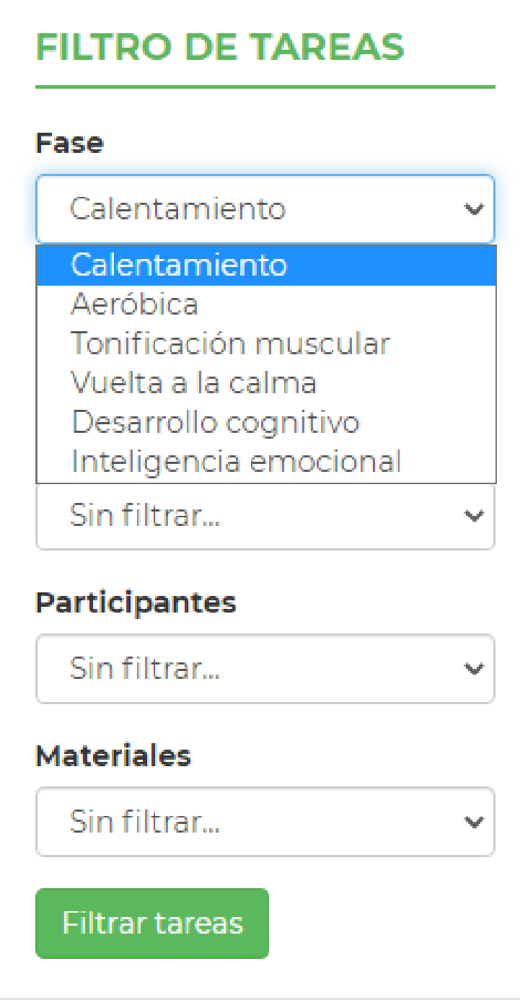 FILTRO DE TAREAS
Fase
Calentamiento
Calentamiento
Aeróbica
Tonificación muscular
Vuelta a la calma
Desarrollo cognitivo
Inteligencia emocional
Sin filtrar...
Participantes
Sin filtrar...
Materiales
Sin filtrar...
Filtrar tareas